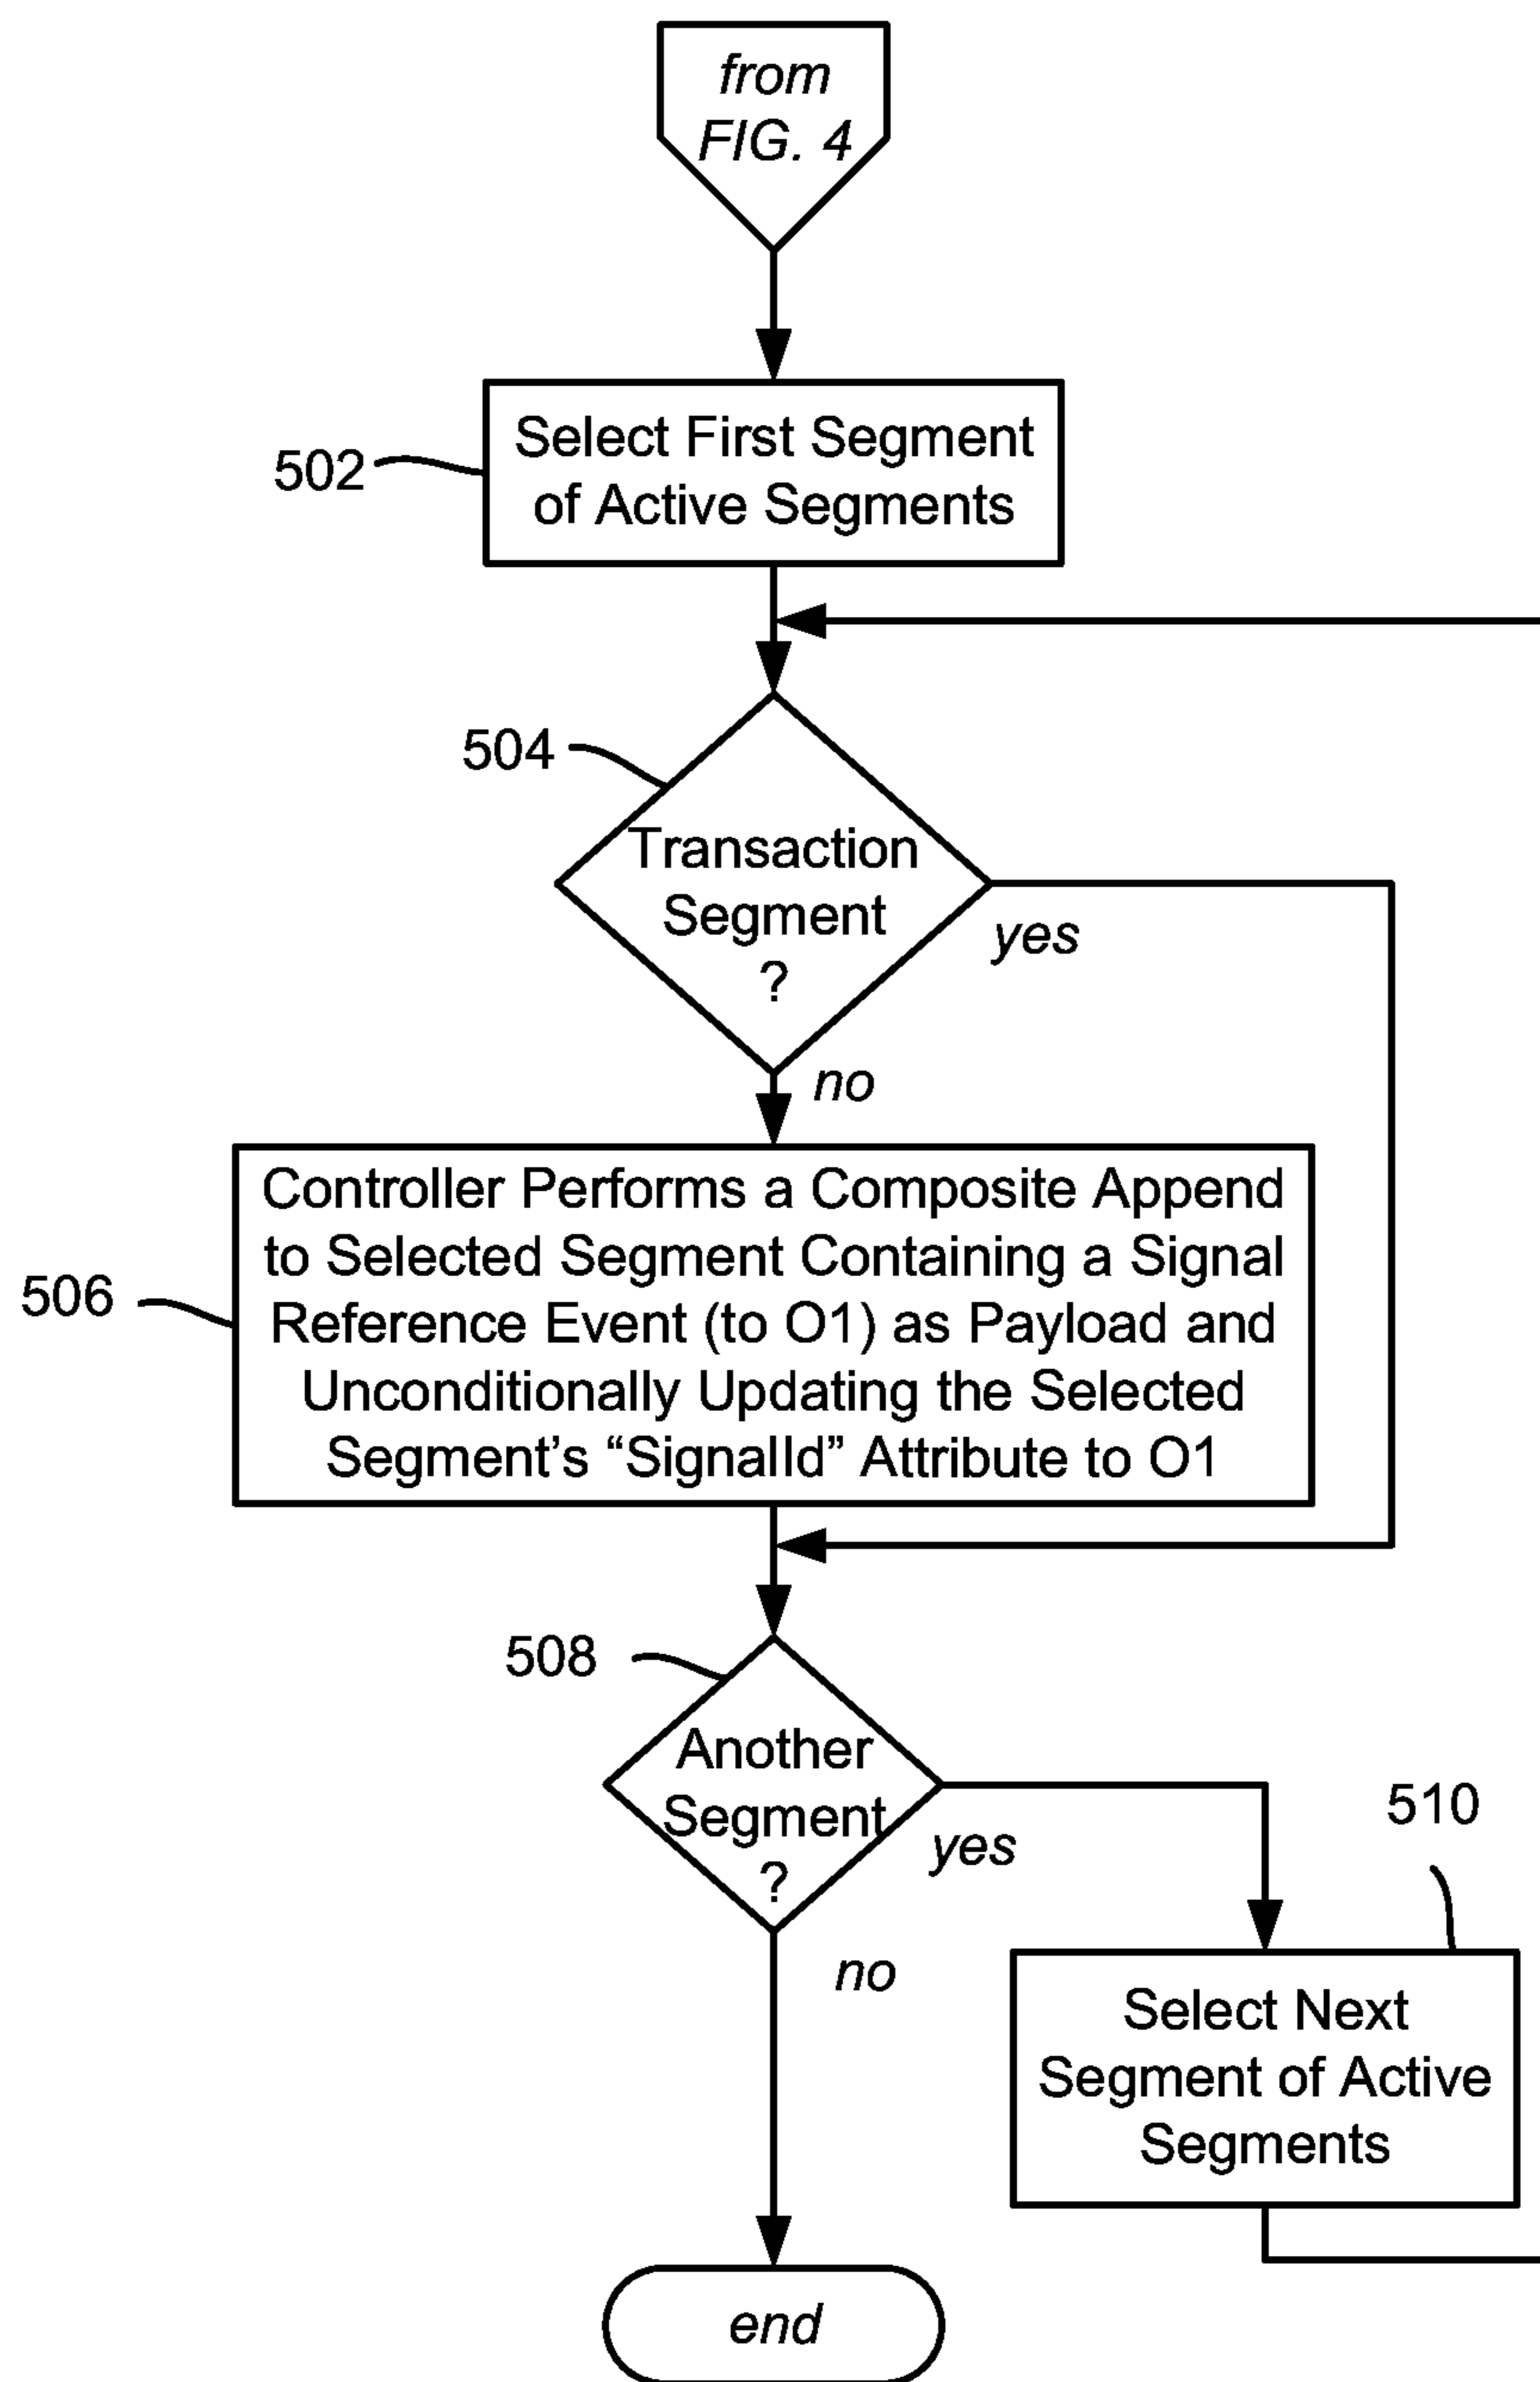 from
FIG. 4
502
Select First Segment
of Active Segments
504
Transaction
Segment
?
yes
no
506
Controller Performs a Composite Append
to Selected Segment Containing a Signal
Reference Event (to O1) as Payload and
Unconditionally Updating the Selected
Segment’s “SignalId” Attribute to O1
508
Another
Segment
?
yes
no
510
Select Next
Segment of Active
Segments
end